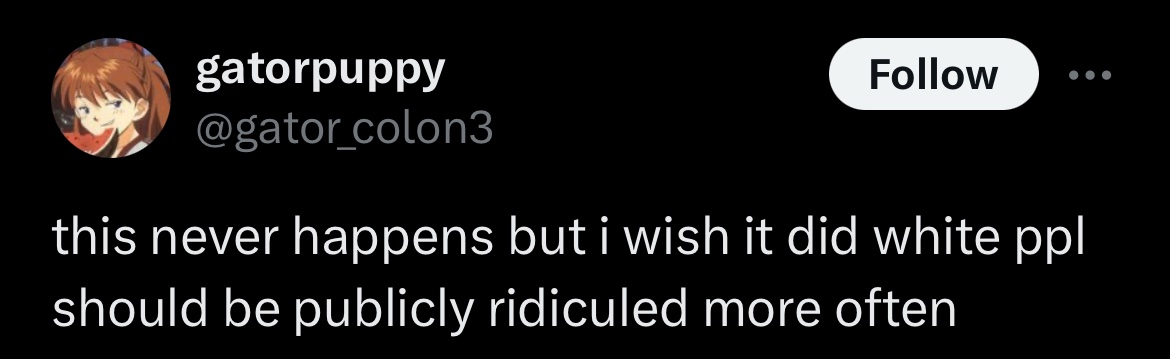 gatorpuppy
Follow
@gator_colon3
this never happens but i wish it did white ppl
should be publicly ridiculed more often